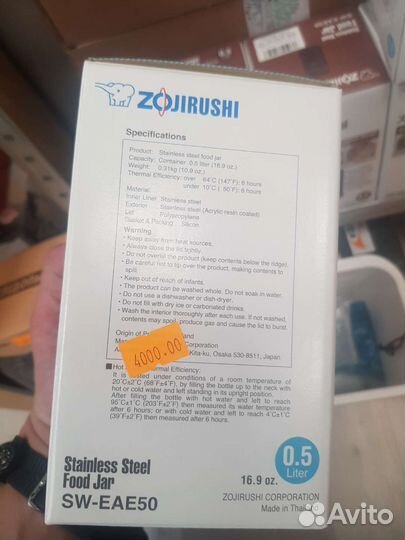 ZOJIRUSHI
Specifications
Product: Stainless steel food jar
Capacity: Container 0.5 liter (16.9 oz.)
Weight: 0.31kg (10.9 oz.)
Thermal Efficiency: over 64˚C (147˚F): 6 hours
under 10˚C ( 50˚F): 6 hours
Material:
Inner Liner: Stainless steel
Exterior : Stainless steel (Acrylic resin coated)
Polypropylene
Gasket & Packing : Silicon
Warning
• Keep away from heat sources.
• Always close the lid tightly.
• Do not overfill the product (keep contents below the ridge).
• Be careful not to tip over the product, making contents to
spill.
• Keep out of reach of infants.
• The product can be washed whole. Do not soak in water.
• Do not use a dishwasher or dish-dryer.
• Do not fill with dry ice or carbonated drinks.
• Wash the interior thoroughly after each use. If not washed,
contents may spoil, produce gas and cause the lid to burst.
Origin of
Corporation
Kita-ku, Osaka 530-8511, Japan
4000.00
■Hot Thermal Efficiency:
It is tested under conditions of a room temperature of
20˚C±2˚C (68˚F±4˚F), by filling the bottle up to the neck with
hot or cold water and left standing in its upright position.
After filling the bottle with hot water and left to reach
95˚C±1˚C (203˚F±2˚F) then measured its water temperature
after 6 hours; or with cold water and left to reach 4˚C±1˚C
(39˚F±2˚F) then measured after 6 hours.
Stainless Steel
Food Jar
SW-EAE50
0.5
Liter
16.9 oz.
ZOJIRUSHI CORPORATION
Made in Thailand
Avito